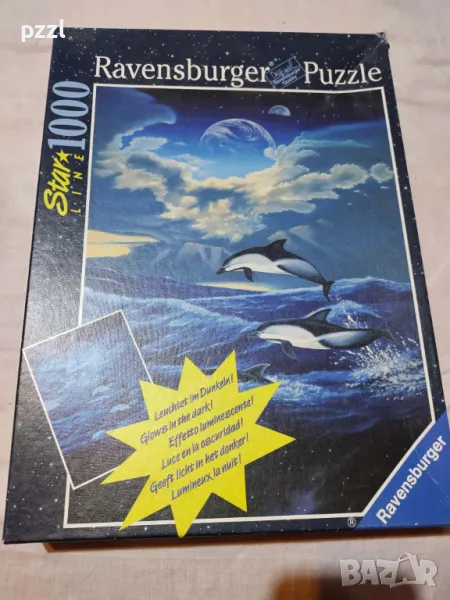 pzzl
Ravensburger Puzzle
Star★
LINE
1000
Leuchtet im Dunkeln!
Glows in the dark!
Effetto luminescente!
Luce en la oscuridad!
Geeft licht in het donker!
Lumineux la nuit!
Ravensburger
®
BAZAR